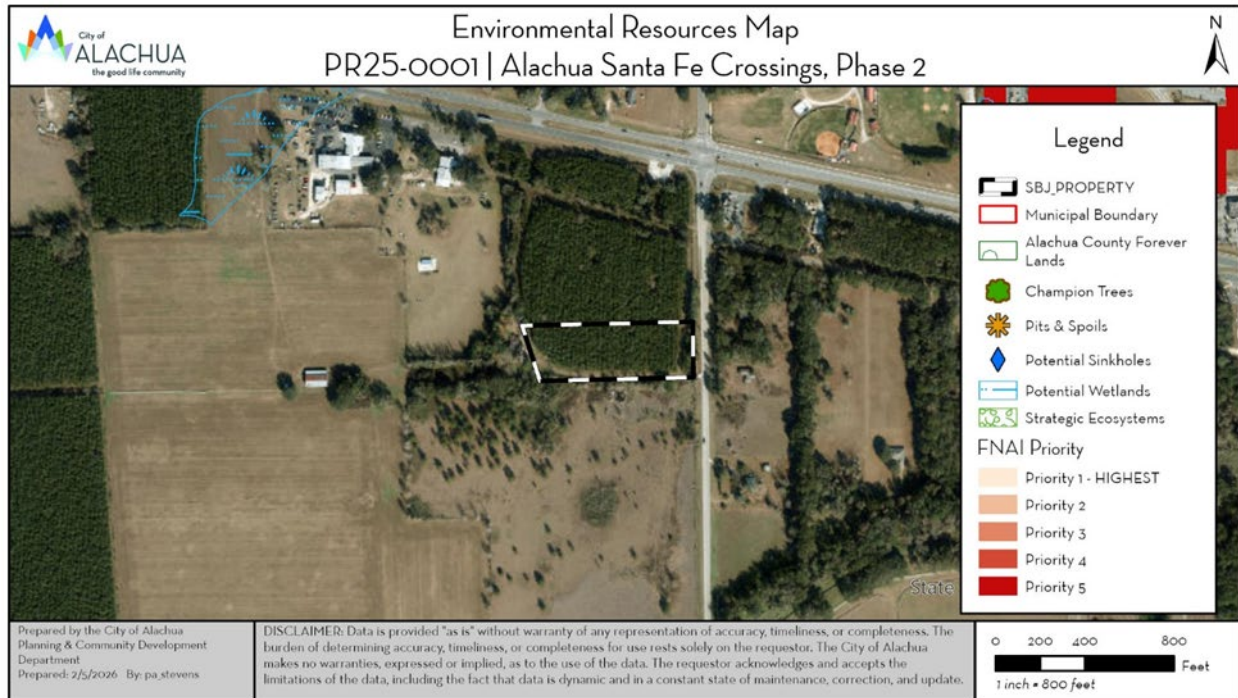 City of
ALACHUA
the good life community
Environmental Resources Map
PR25-0001 | Alachua Santa Fe Crossings, Phase 2
N
Legend
SBJ_PROPERTY
Municipal Boundary
Alachua County Forever
Lands
Champion Trees
Pits & Spoils
Potential Sinkholes
Potential Wetlands
Strategic Ecosystems
FNAI Priority
Priority 1 - HIGHEST
Priority 2
Priority 3
Priority 4
Priority 5
State
Prepared by the City of Alachua
Planning & Community Development
Department
Prepared: 2/5/2026 By: pa_stevens
DISCLAIMER: Data is provided "as is" without warranty of any representation of accuracy, timeliness, or completeness. The
burden of determining accuracy, timeliness, or completeness for use rests solely on the requestor. The City of Alachua
makes no warranties, expressed or implied, as to the use of the data. The requestor acknowledges and accepts the
limitations of the data, including the fact that data is dynamic and in a constant state of maintenance, correction, and update.
0 200 400 800
Feet
1 inch = 800 feet